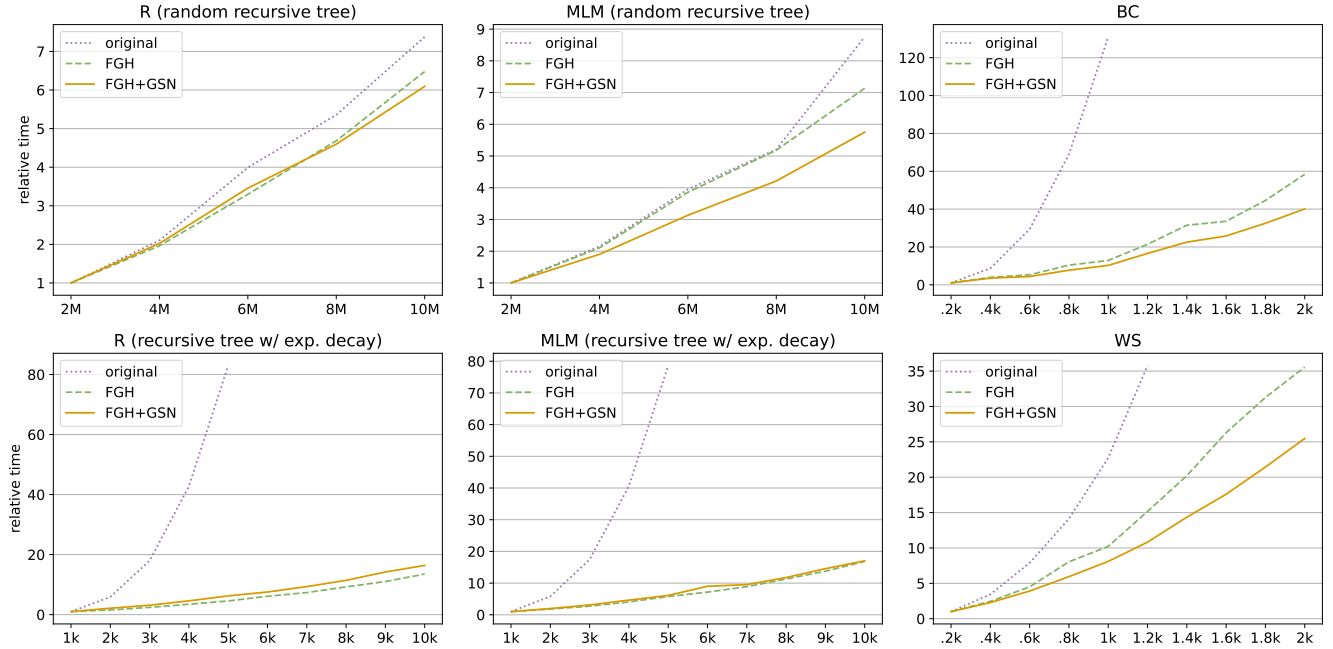 R (random recursive tree)
relative time
7
6
5
4
3
2
1
original
FGH
FGH+GSN
2M 4M 6M 8M 10M
MLM (random recursive tree)
9
8
7
6
5
4
3
2
1
original
FGH
FGH+GSN
2M 4M 6M 8M 10M
BC
120
100
80
60
40
20
0
original
FGH
FGH+GSN
.2k .4k .6k .8k 1k 1.2k 1.4k 1.6k 1.8k 2k
R (recursive tree w/ exp. decay)
relative time
80
60
40
20
0
original
FGH
FGH+GSN
1k 2k 3k 4k 5k 6k 7k 8k 9k 10k
MLM (recursive tree w/ exp. decay)
80
70
60
50
40
30
20
10
0
original
FGH
FGH+GSN
1k 2k 3k 4k 5k 6k 7k 8k 9k 10k
WS
35
30
25
20
15
10
5
0
original
FGH
FGH+GSN
.2k .4k .6k .8k 1k 1.2k 1.4k 1.6k 1.8k 2k